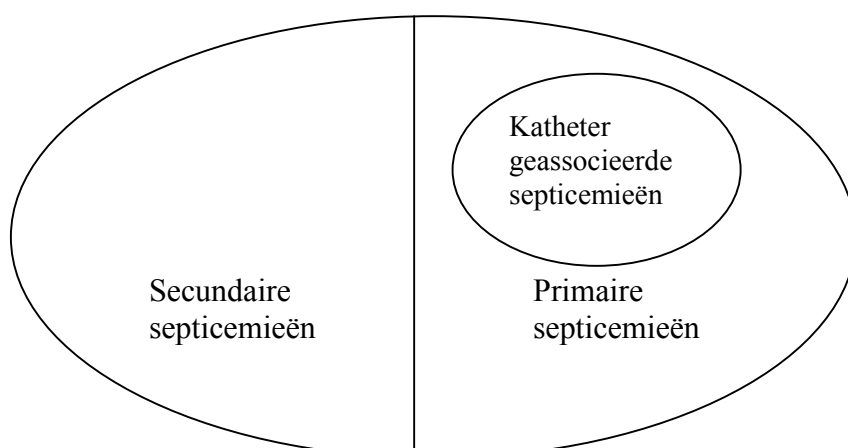 Katheter
geassocieerde
septicemieën
Secundaire
septicemieën
Primaire
septicemieën